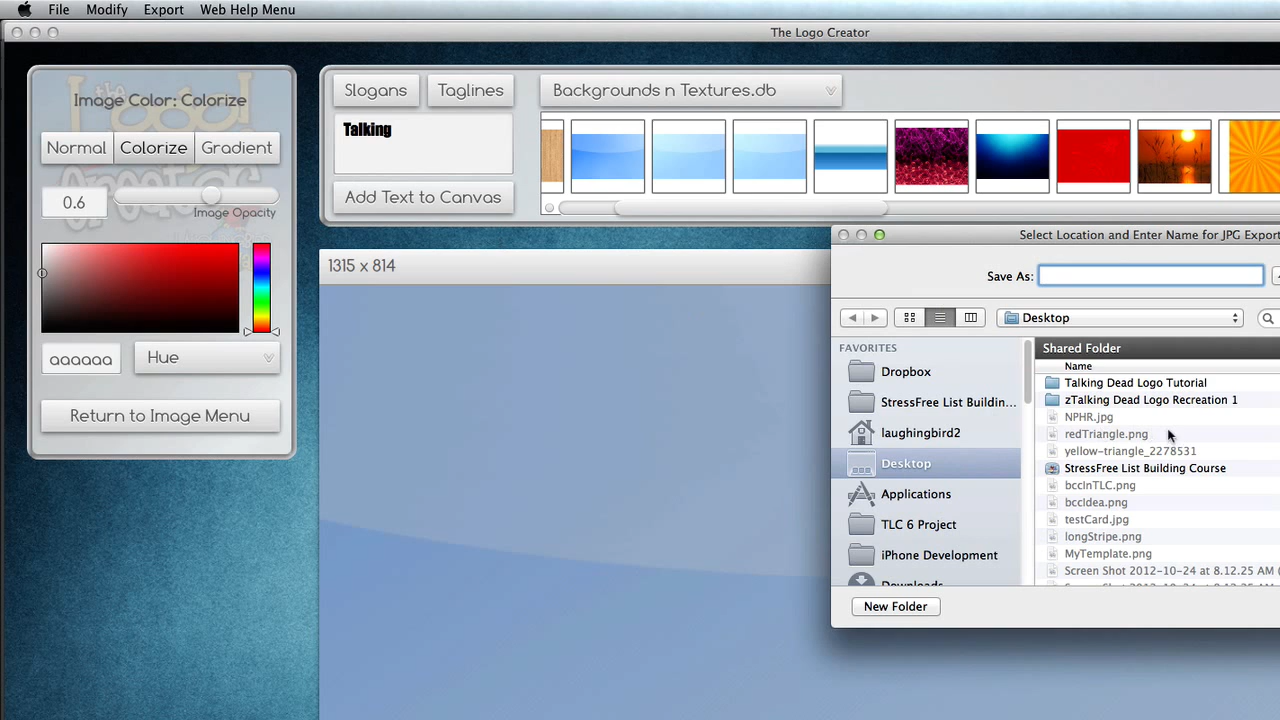 File Modify Export Web Help Menu
The Logo Creator
Image Color: Colorize
Normal Colorize Gradient
0.6
Image Opacity
aaaaaa
Hue
Return to Image Menu
Slogans Taglines Backgrounds n Textures.db
Talking
Add Text to Canvas
1315 x 814
Select Location and Enter Name for JPG Export
Save As:
Desktop
FAVORITES
Dropbox
StressFree List Buildin...
laughingbird2
Desktop
Applications
TLC 6 Project
iPhone Development
Downloads
Shared Folder
Name
Talking Dead Logo Tutorial
zTalking Dead Logo Recreation 1
NPHR.jpg
redTriangle.png
yellow-triangle_2278531
StressFree List Building Course
bccInTLC.png
bccIdea.png
testCard.jpg
longStripe.png
MyTemplate.png
Screen Shot 2012-10-24 at 8.12.25 AM (
New Folder